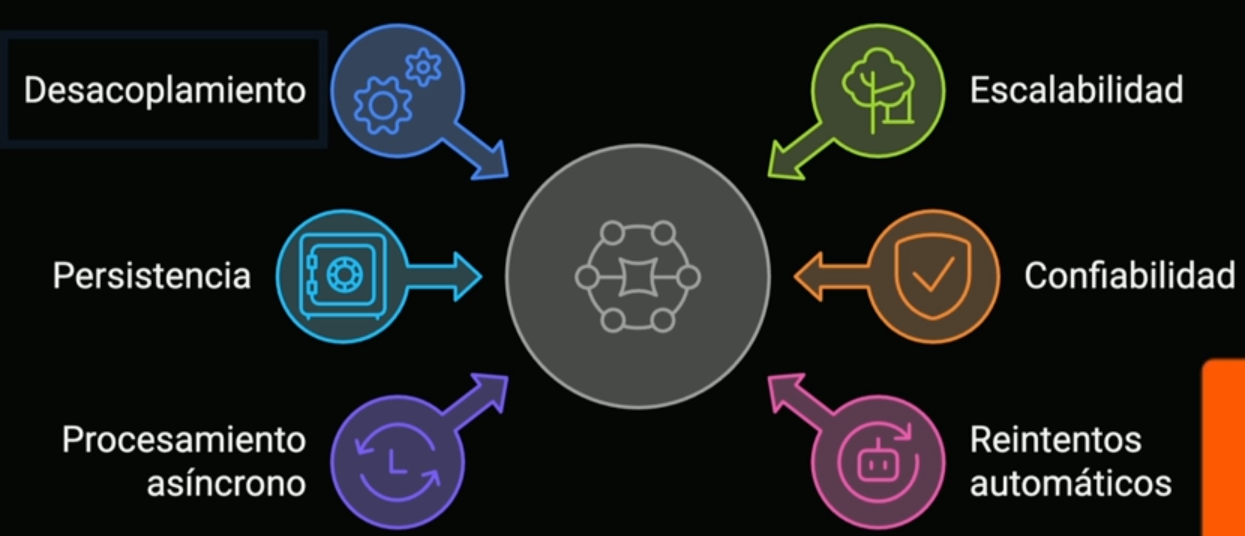 Desacoplamiento
Escalabilidad
Persistencia
Confiabilidad
Procesamiento
asíncrono
Reintentos
automáticos